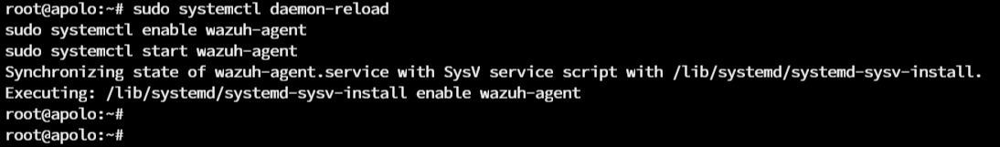 root@apolo:~# sudo systemctl daemon-reload
sudo systemctl enable wazuh-agent
sudo systemctl start wazuh-agent
Synchronizing state of wazuh-agent.service with SysV service script with /lib/systemd/systemd-sysv-install.
Executing: /lib/systemd/systemd-sysv-install enable wazuh-agent
root@apolo:~#
root@apolo:~#